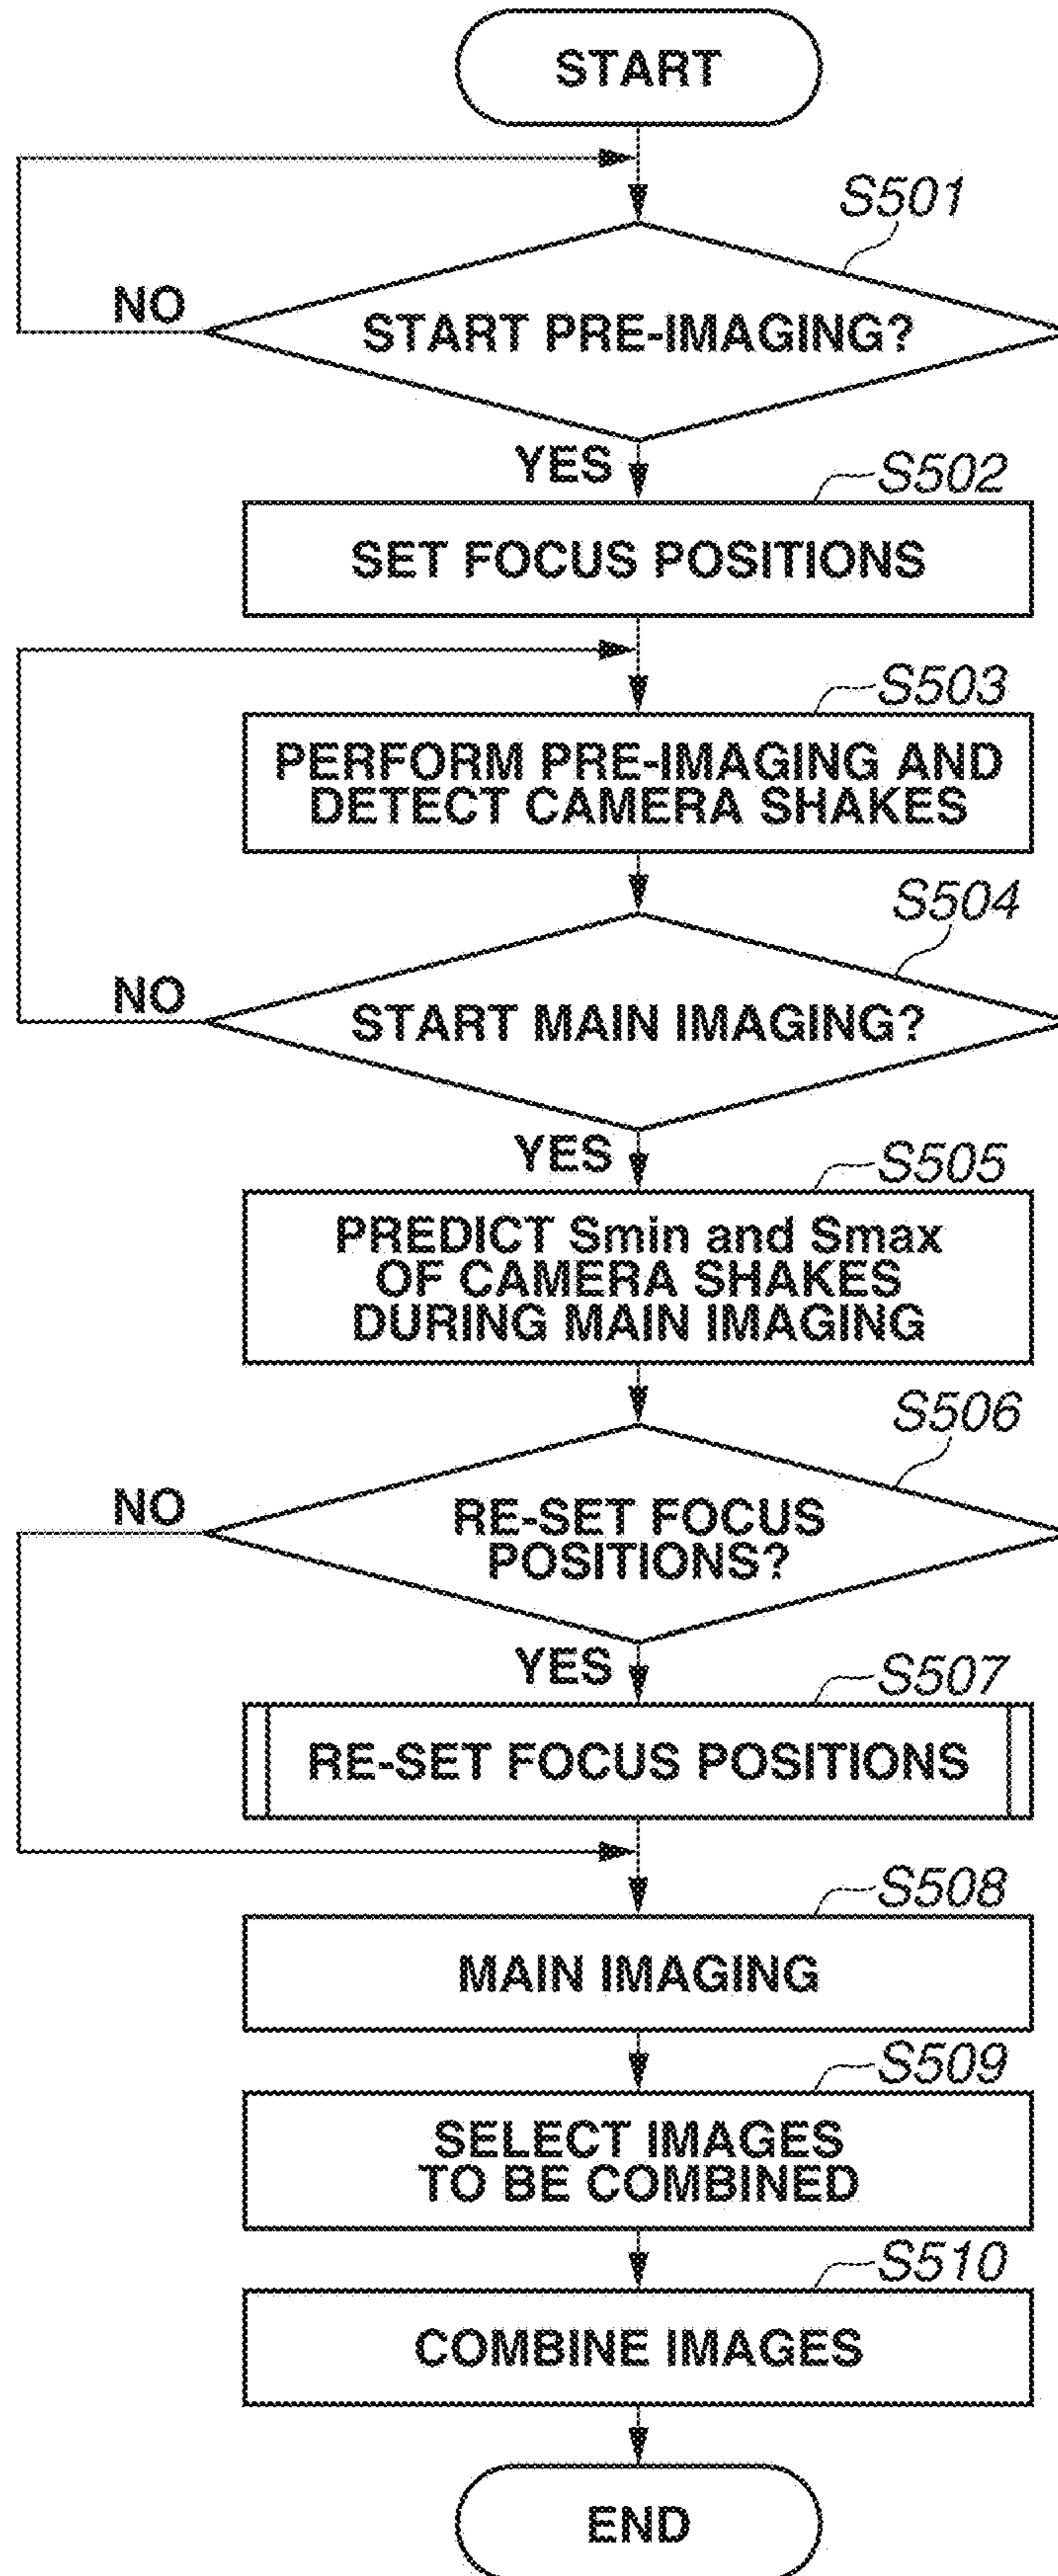 START
S501
NO
START PRE-IMAGING?
YES
S502
SET FOCUS POSITIONS
S503
PERFORM PRE-IMAGING AND
DETECT CAMERA SHAKES
S504
NO
START MAIN IMAGING?
YES
S505
PREDICT Smin and Smax
OF CAMERA SHAKES
DURING MAIN IMAGING
S506
NO
RE-SET FOCUS
POSITIONS?
YES
S507
RE-SET FOCUS POSITIONS
S508
MAIN IMAGING
S509
SELECT IMAGES
TO BE COMBINED
S510
COMBINE IMAGES
END